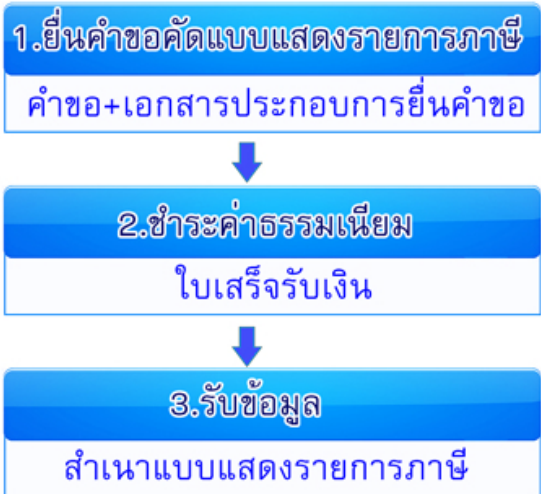 1.ยื่นคำขอคัดแบบแสดงรายการภาษี
คำขอ+เอกสารประกอบการยื่นคำขอ
2.ชำระค่าธรรมเนียม
ใบเสร็จรับเงิน
3.รับข้อมูล
สำเนาแบบแสดงรายการภาษี